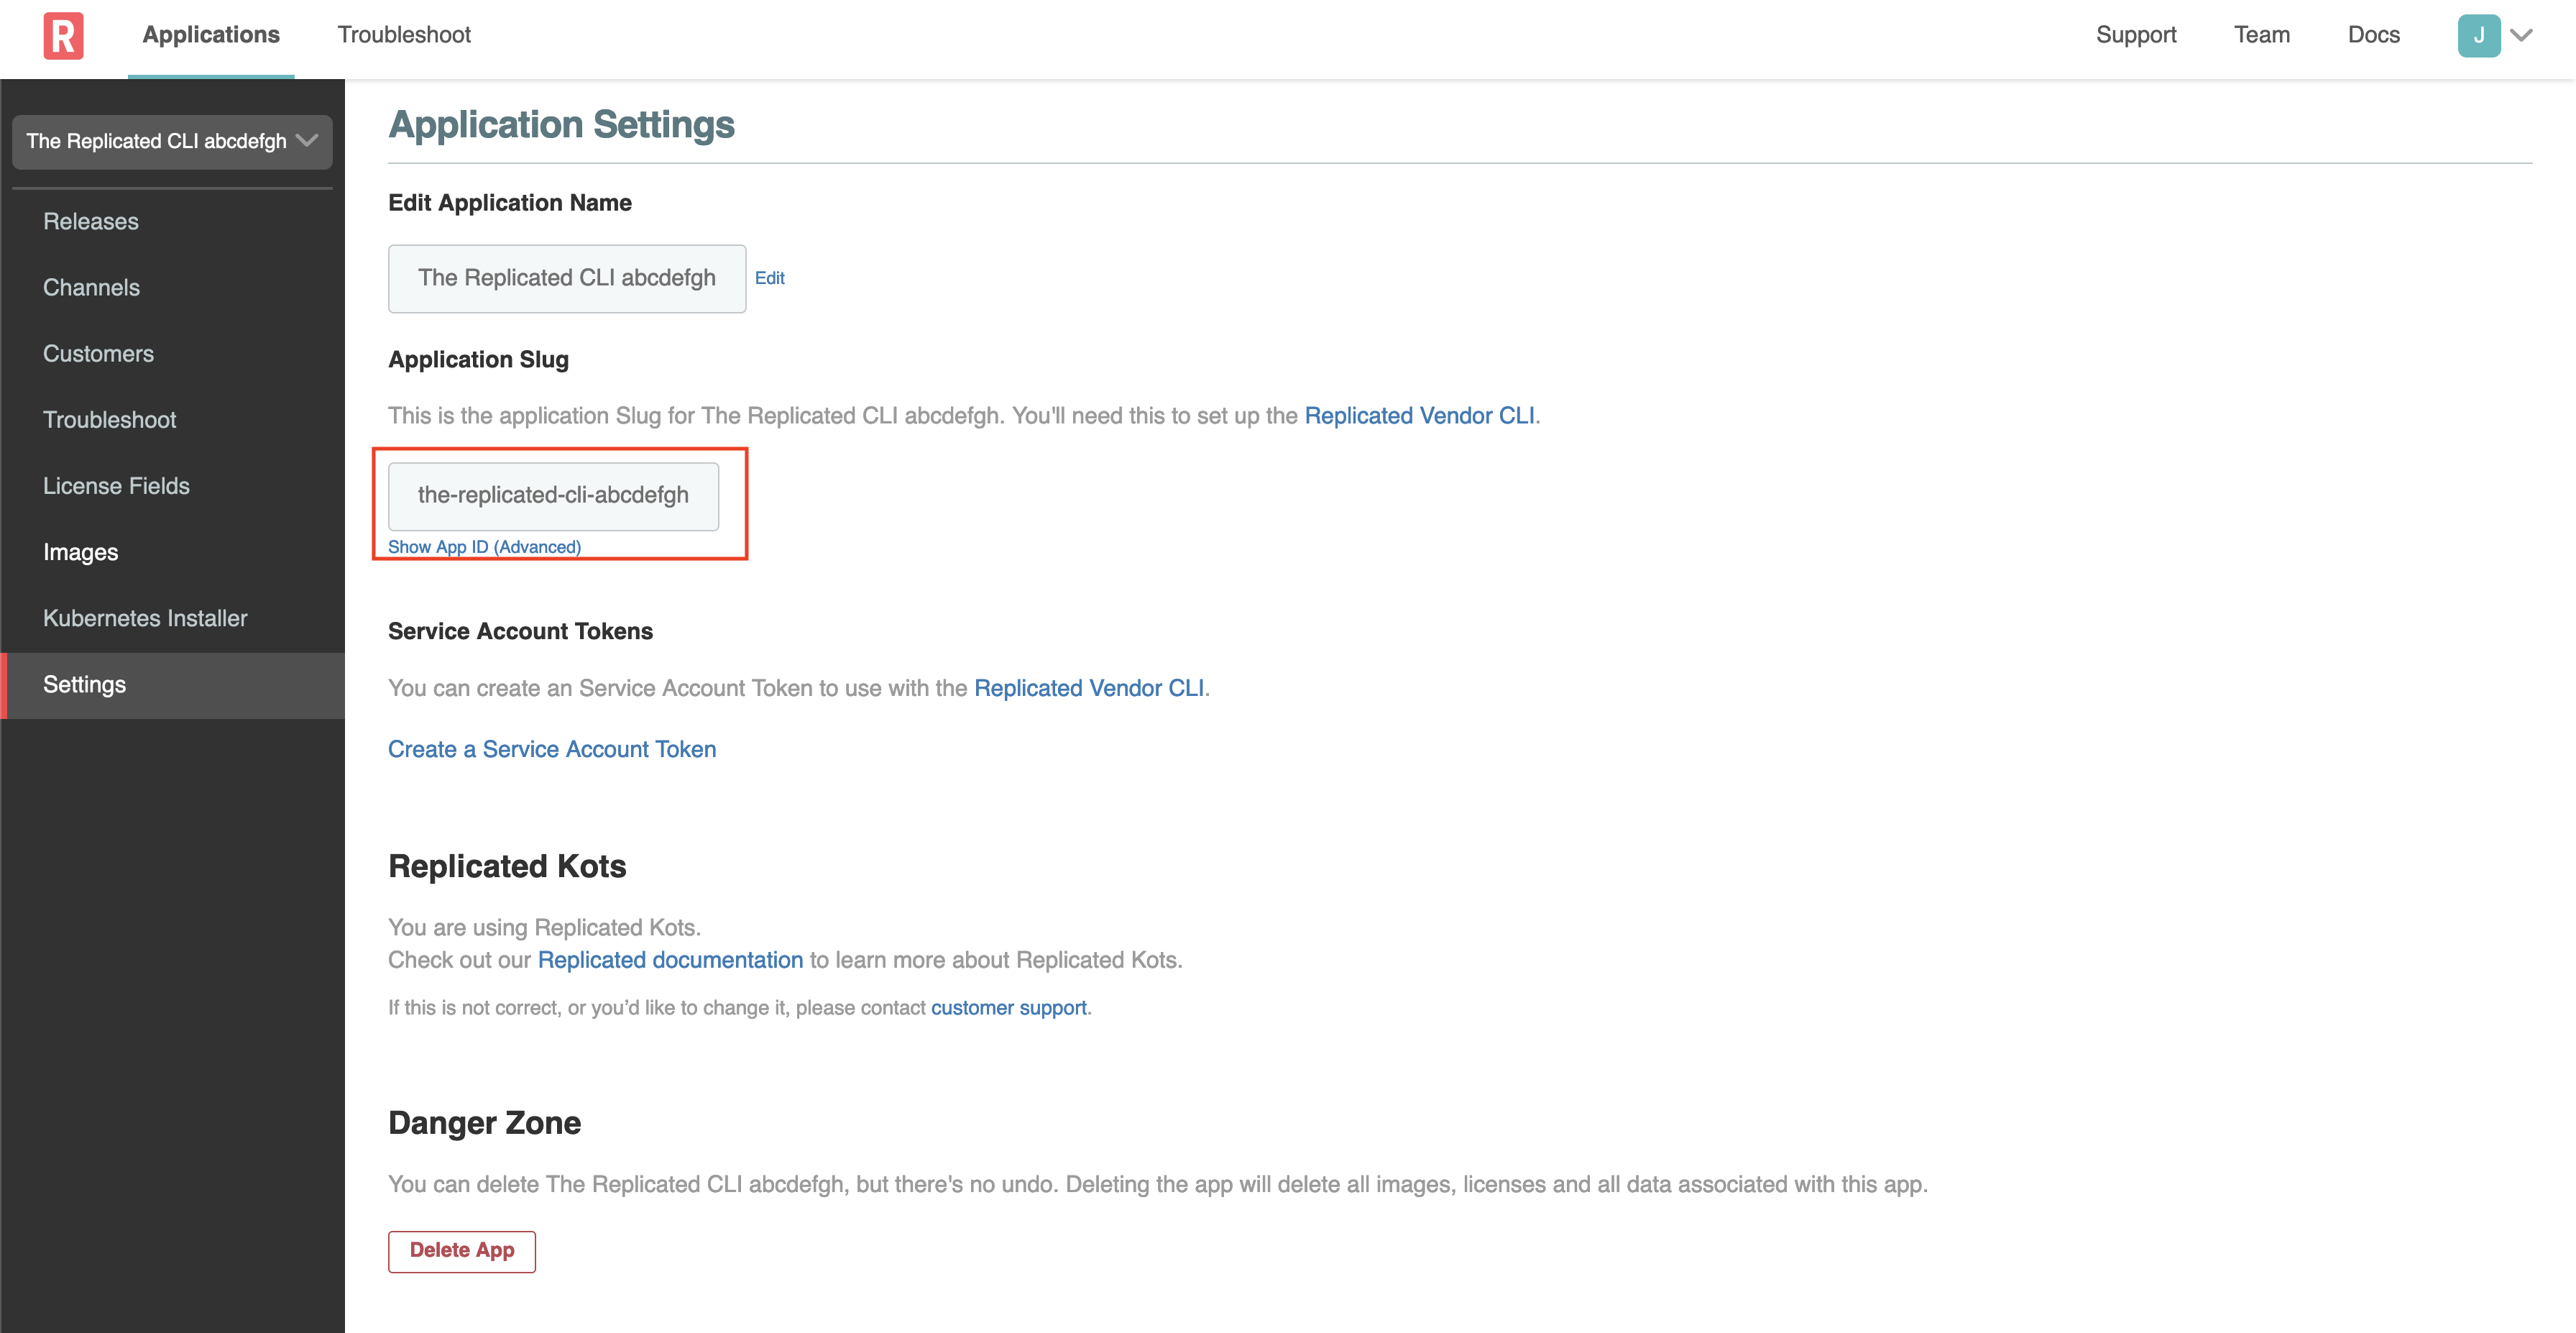 R Applications Troubleshoot Support Team Docs J
The Replicated CLI abcdefgh
Releases
Channels
Customers
Troubleshoot
License Fields
Images
Kubernetes Installer
Settings
Application Settings
Edit Application Name
The Replicated CLI abcdefgh Edit
Application Slug
This is the application Slug for The Replicated CLI abcdefgh. You'll need this to set up the Replicated Vendor CLI.
the-replicated-cli-abcdefgh
Show App ID (Advanced)
Service Account Tokens
You can create an Service Account Token to use with the Replicated Vendor CLI.
Create a Service Account Token
Replicated Kots
You are using Replicated Kots.
Check out our Replicated documentation to learn more about Replicated Kots.
If this is not correct, or you’d like to change it, please contact customer support.
Danger Zone
You can delete The Replicated CLI abcdefgh, but there's no undo. Deleting the app will delete all images, licenses and all data associated with this app.
Delete App